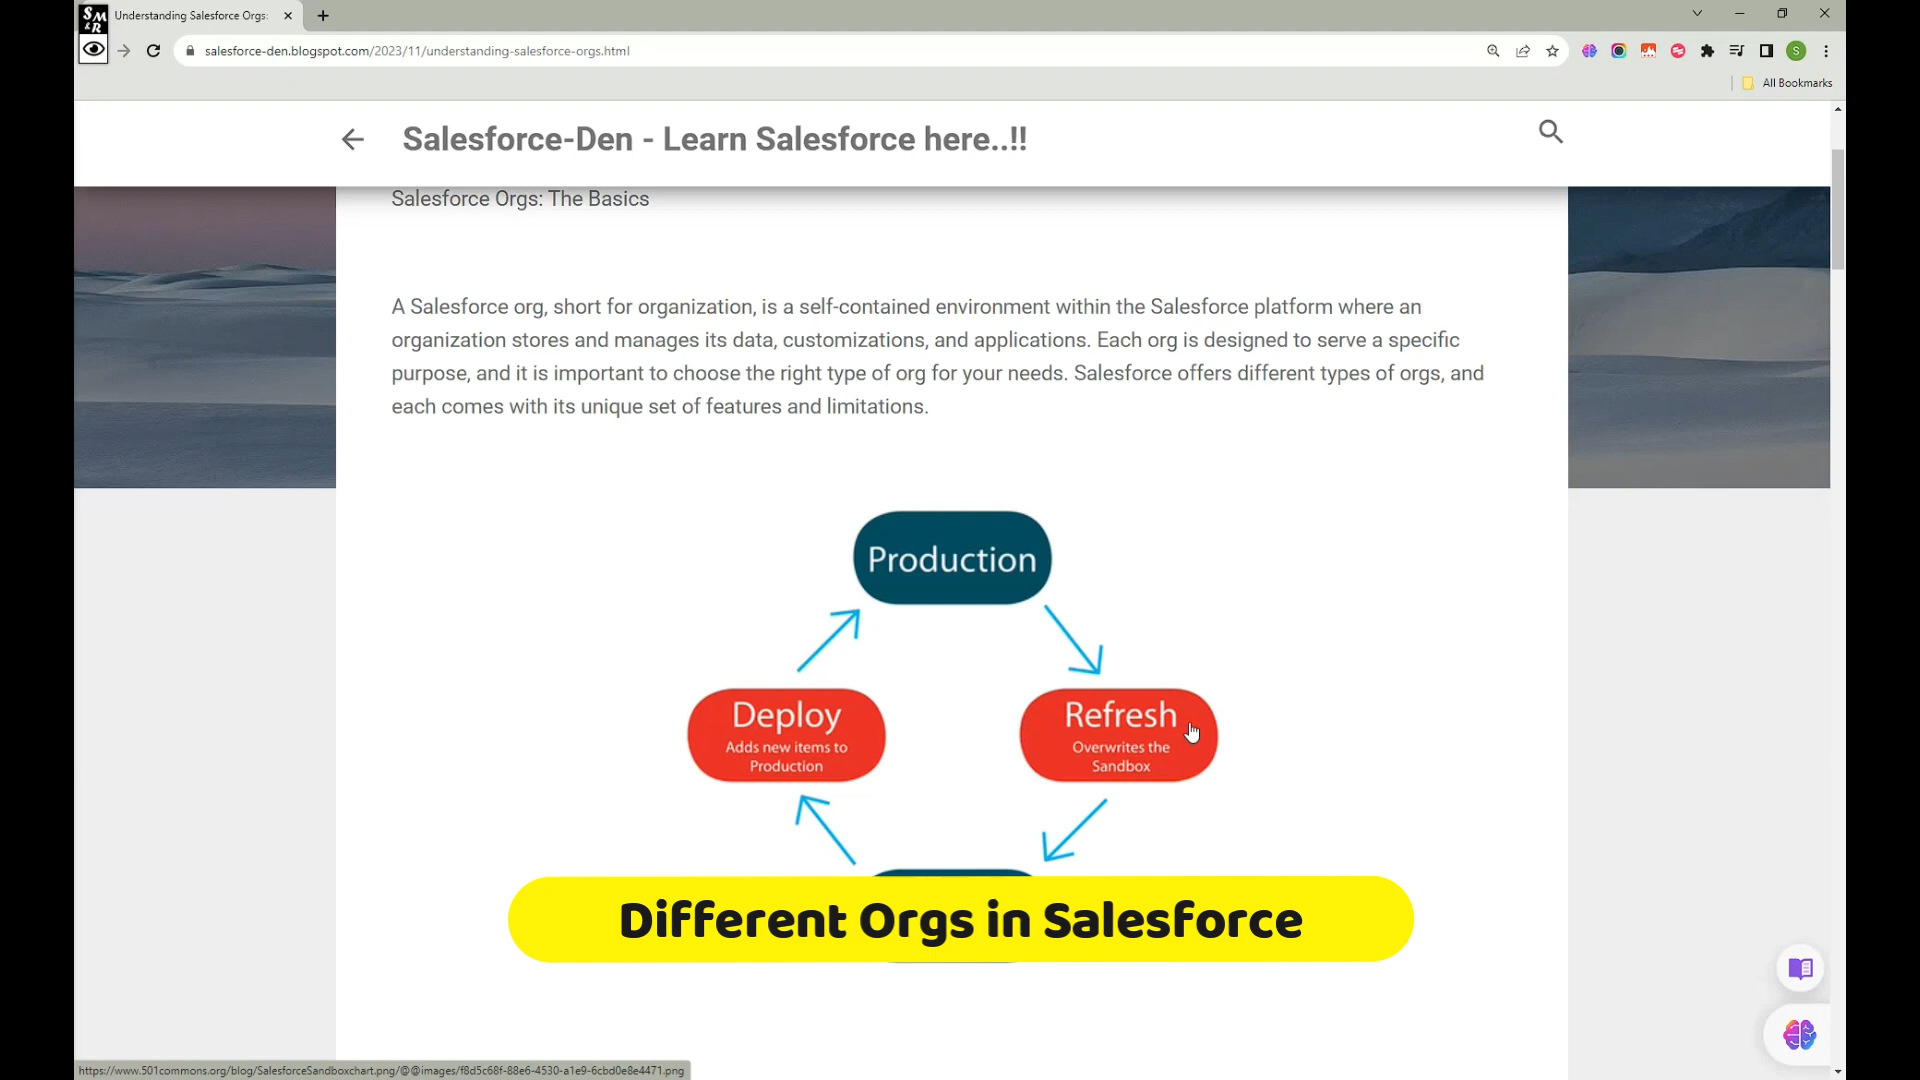 SM
&R
Understanding Salesforce Orgs:
salesforce-den.blogspot.com/2023/11/understanding-salesforce-orgs.html
S
All Bookmarks
Salesforce-Den - Learn Salesforce here..!!
Salesforce Orgs: The Basics
A Salesforce org, short for organization, is a self-contained environment within the Salesforce platform where an
organization stores and manages its data, customizations, and applications. Each org is designed to serve a specific
purpose, and it is important to choose the right type of org for your needs. Salesforce offers different types of orgs, and
each comes with its unique set of features and limitations.
Production
Deploy
Adds new items to
Production
Refresh
Overwrites the
Sandbox
Different Orgs in Salesforce
https://www.501commons.org/blog/SalesforceSandboxchart.png/@@images/f8d5c68f-88e6-4530-a1e9-6cbd0e8e4471.png